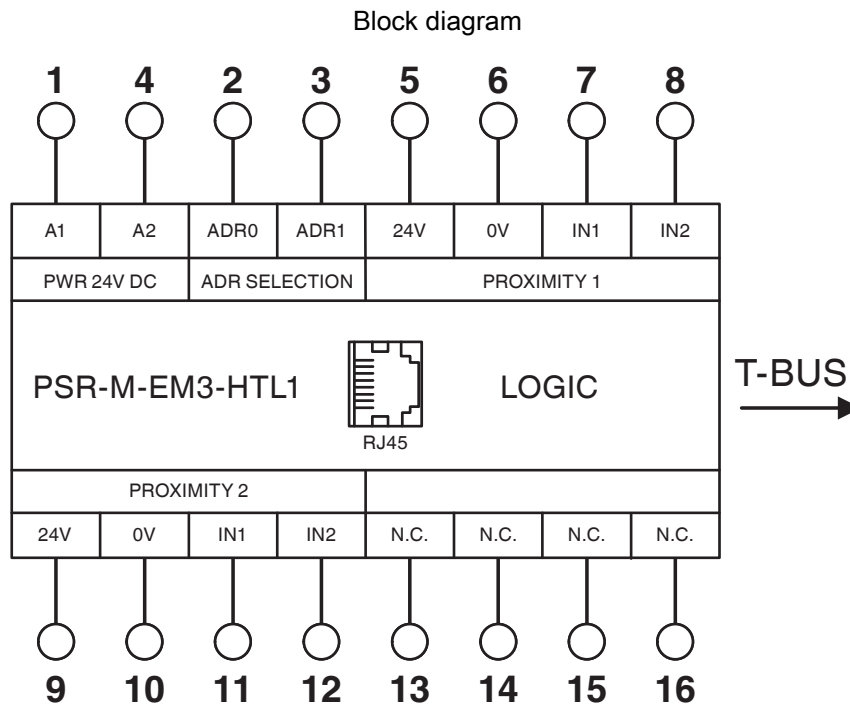 Block diagram
1 4 2 3 5 6 7 8
A1 A2 ADR0 ADR1 24V 0V IN1 IN2
PWR 24V DC ADR SELECTION PROXIMITY 1
PSR-M-EM3-HTL1 LOGIC T-BUS
RJ45
PROXIMITY 2
24V 0V IN1 IN2 N.C. N.C. N.C. N.C.
9 10 11 12 13 14 15 16